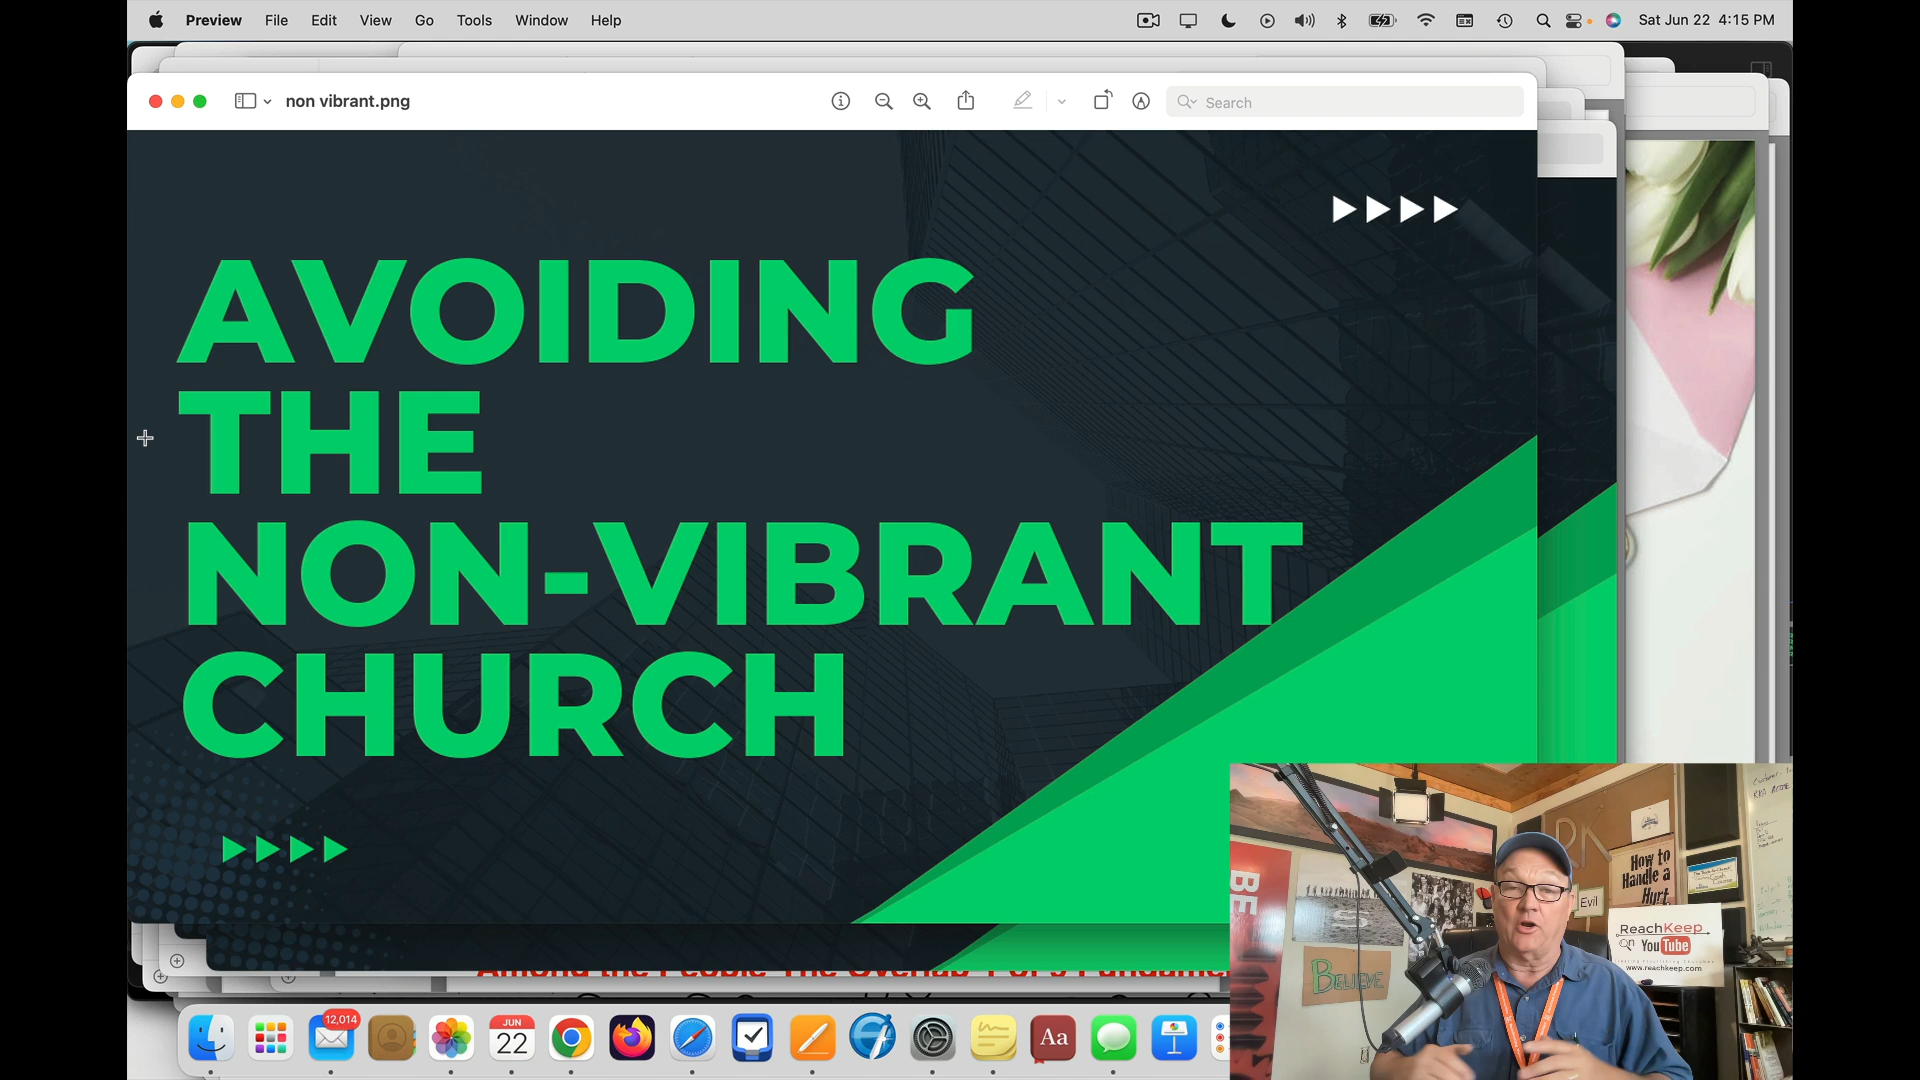 Preview File Edit View Go Tools Window Help
Sat Jun 22 4:15 PM
non vibrant.png
Search
AVOIDING
THE
NON-VIBRANT
CHURCH
BE
BELIEVE
RK
How to
Handle a
Hurt
Evil
ReachKeep
on YouTube
www.reachkeep.com
12,014
JUN
22
Aa